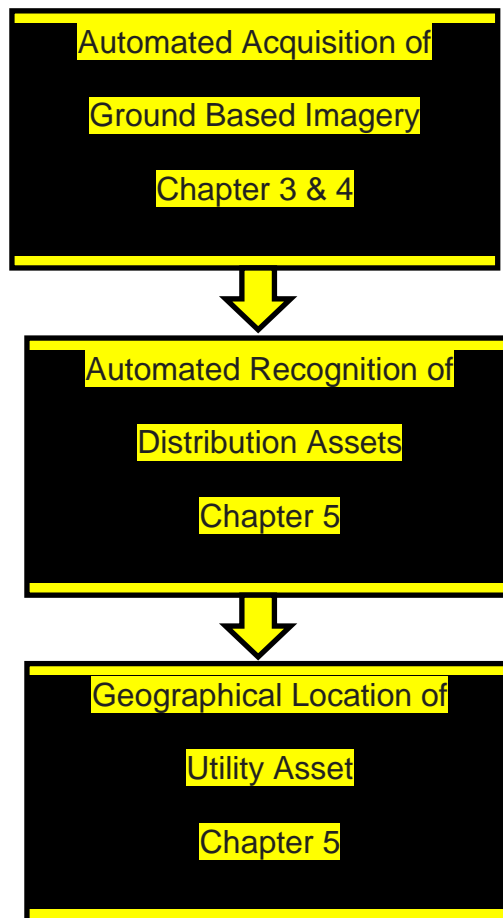 Automated Acquisition of
Ground Based Imagery
Chapter 3 & 4
Automated Recognition of
Distribution Assets
Chapter 5
Geographical Location of
Utility Asset
Chapter 5